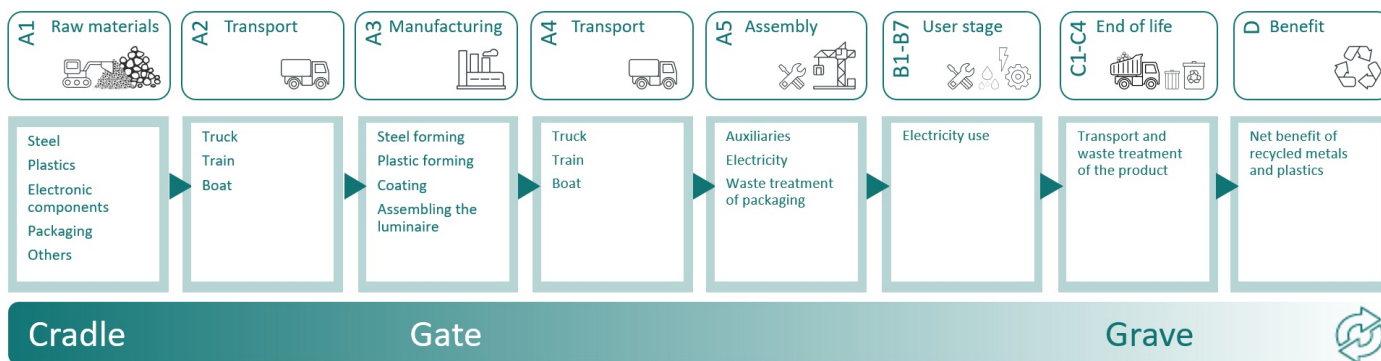 A1 Raw materials
A2 Transport
A3 Manufacturing
A4 Transport
A5 Assembly
B1-B7 User stage
C1-C4 End of life
D Benefit
Steel
Plastics
Electronic
components
Packaging
Others
Truck
Train
Boat
Steel forming
Plastic forming
Coating
Assembling the
luminaire
Truck
Train
Boat
Auxiliaries
Electricity
Waste treatment
of packaging
Electricity use
Transport and
waste treatment
of the product
Net benefit of
recycled metals
and plastics
Cradle
Gate
Grave